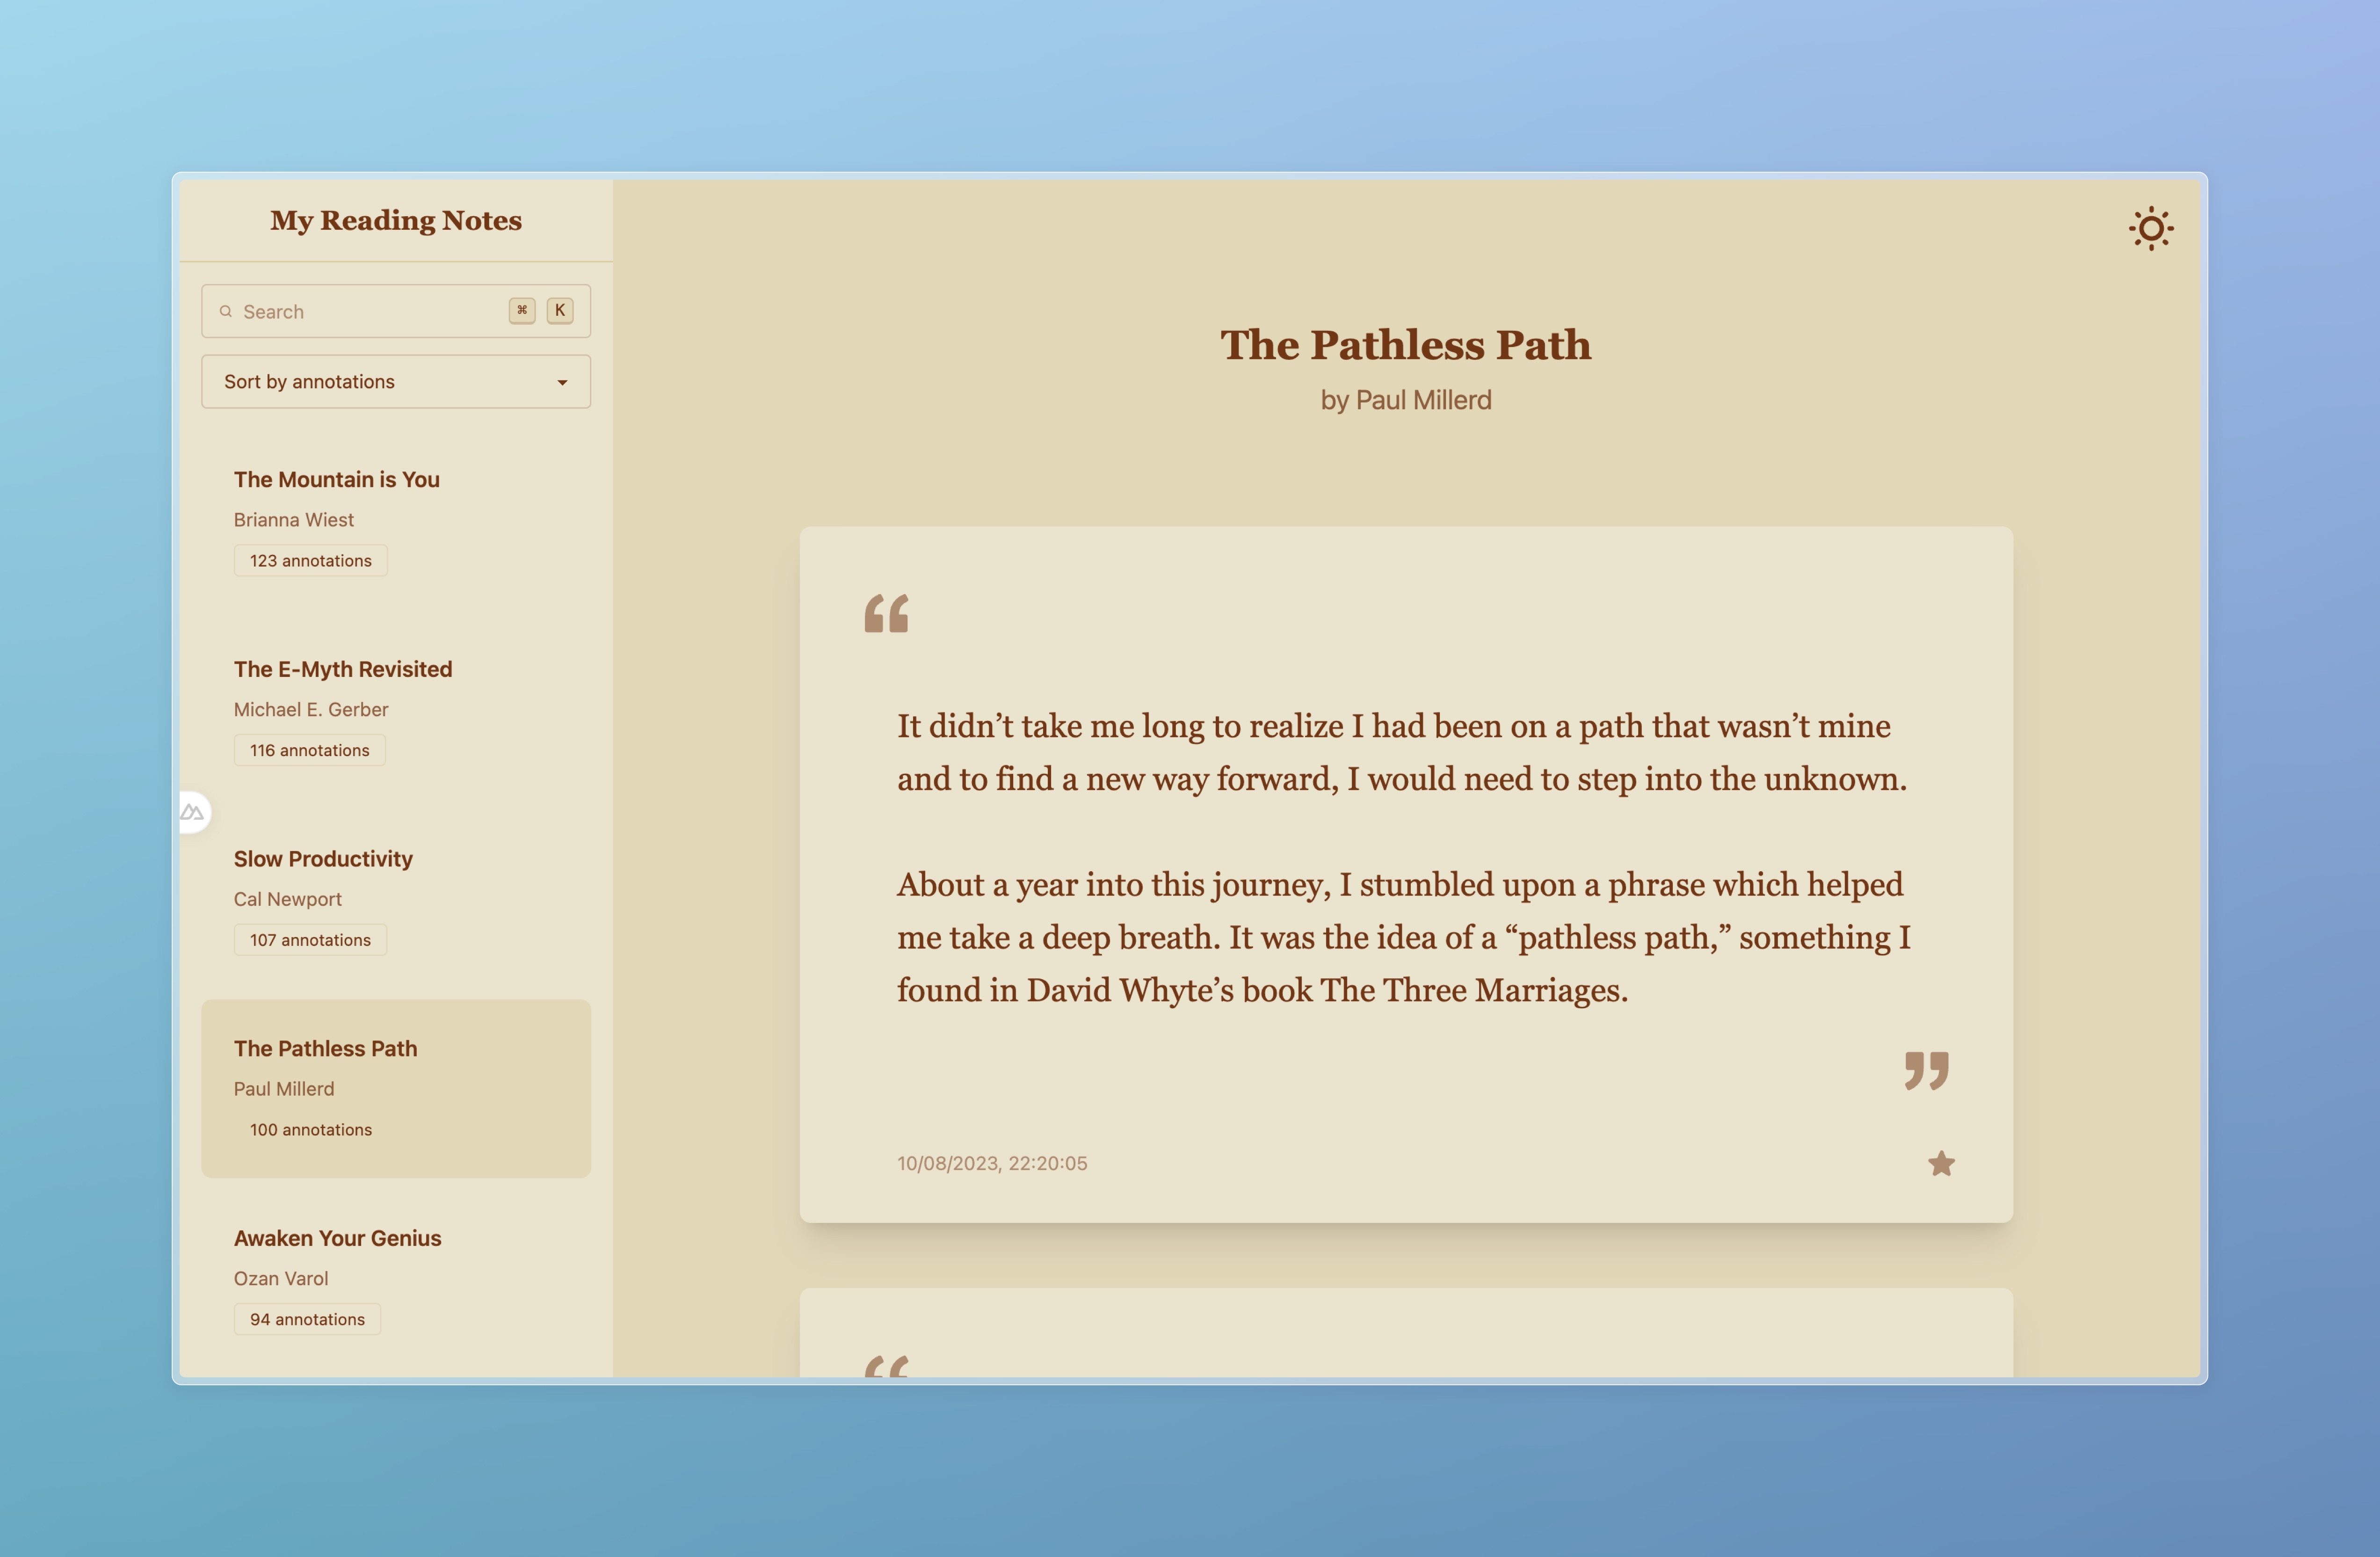 My Reading Notes
Search ⌘ K
Sort by annotations
The Mountain is You
Brianna Wiest
123 annotations
The E-Myth Revisited
Michael E. Gerber
116 annotations
Slow Productivity
Cal Newport
107 annotations
The Pathless Path
Paul Millerd
100 annotations
Awaken Your Genius
Ozan Varol
94 annotations
The Pathless Path
by Paul Millerd
“
It didn’t take me long to realize I had been on a path that wasn’t mine
and to find a new way forward, I would need to step into the unknown.
About a year into this journey, I stumbled upon a phrase which helped
me take a deep breath. It was the idea of a “pathless path,” something I
found in David Whyte’s book The Three Marriages.
”
10/08/2023, 22:20:05
“